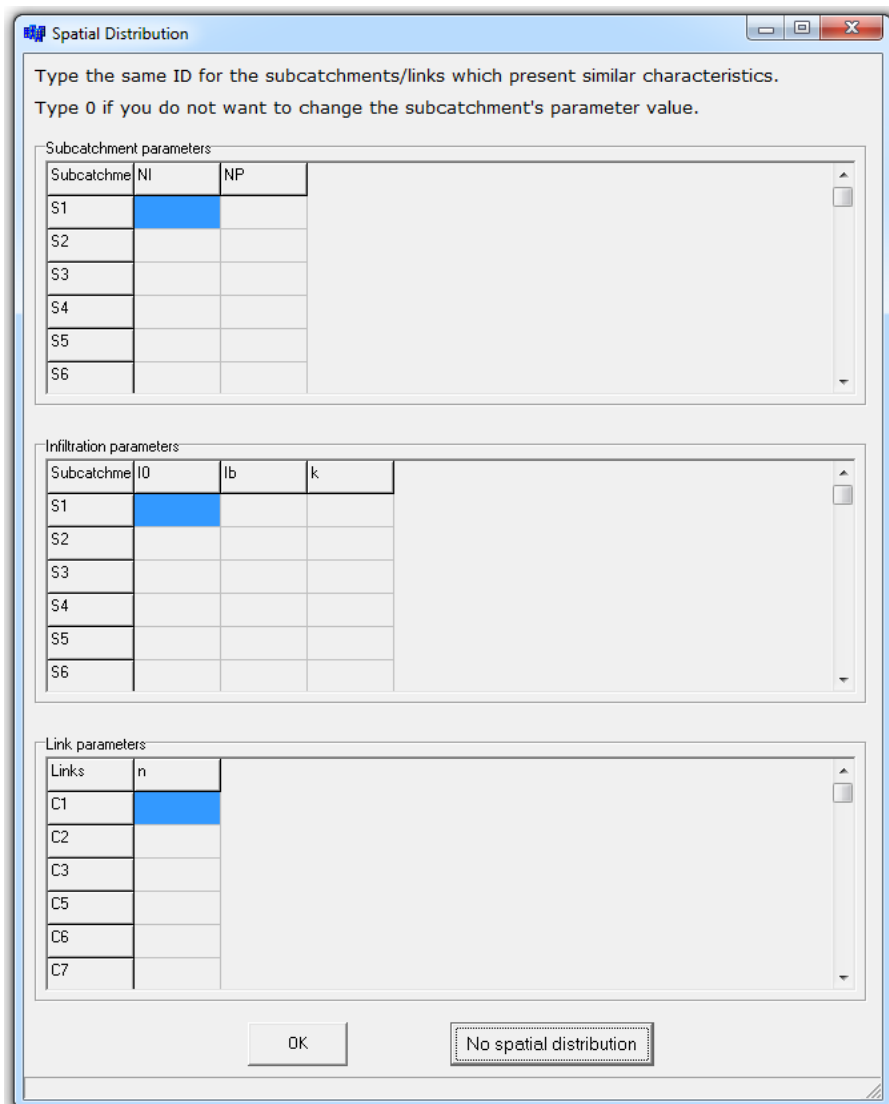 Spatial Distribution
Type the same ID for the subcatchments/links which present similar characteristics.
Type 0 if you do not want to change the subcatchment's parameter value.
Subcatchment parameters
Subcatchme NI NP
S1
S2
S3
S4
S5
S6
Infiltration parameters
Subcatchme I0 Ib k
S1
S2
S3
S4
S5
S6
Link parameters
Links n
C1
C2
C3
C5
C6
C7
OK No spatial distribution